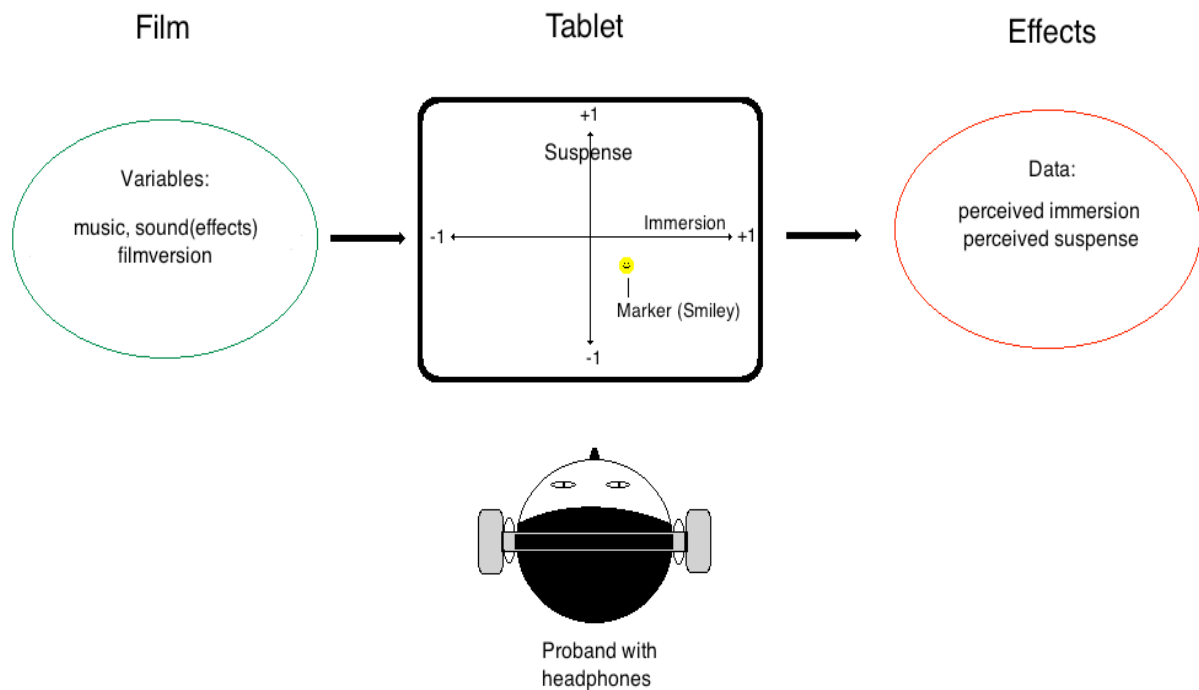 Film
Tablet
Effects
Variables:
music, sound(effects)
filmversion
+1
Suspense
Immersion
-1
+1
Marker (Smiley)
-1
Data:
perceived immersion
perceived suspense
Proband with
headphones